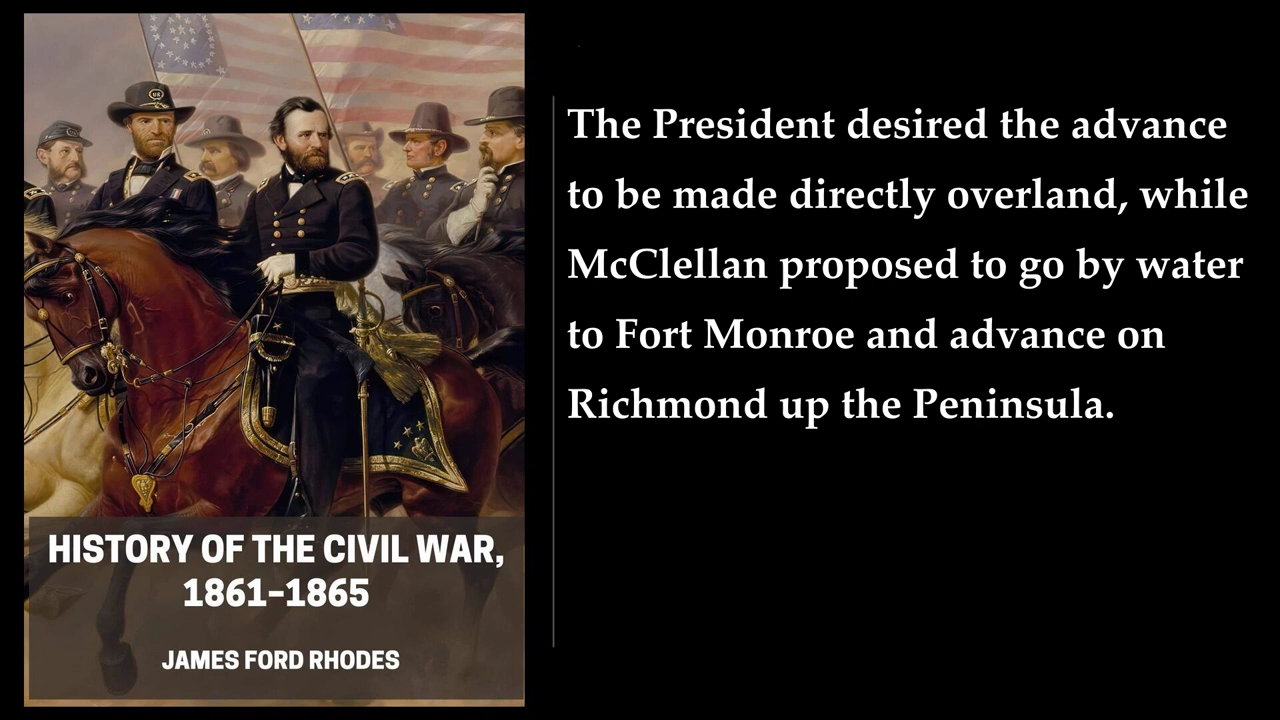 The President desired the advance
to be made directly overland, while
McClellan proposed to go by water
to Fort Monroe and advance on
Richmond up the Peninsula.
HISTORY OF THE CIVIL WAR,
1861–1865
JAMES FORD RHODES